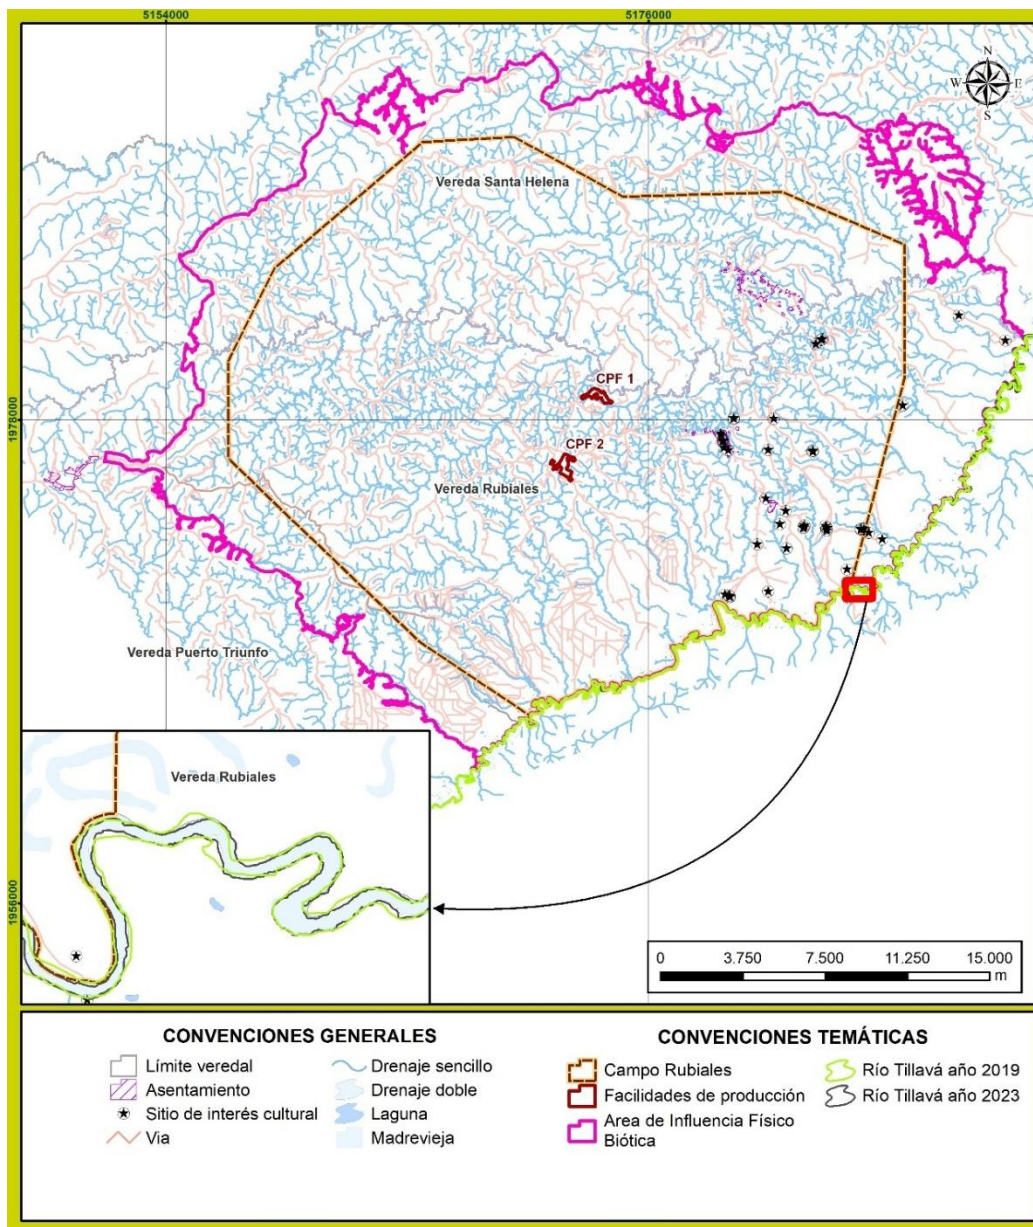 5154000
5176000
N
W E
S
Vereda Santa Helena
CPF 1
1978000
CPF 2
Vereda Rubiales
Vereda Puerto Triunfo
Vereda Rubiales
1956000
0 3.750 7.500 11.250 15.000
m
CONVENCIONES GENERALES
Límite veredal
Asentamiento
Sitio de interés cultural
Via
Drenaje sencillo
Drenaje doble
Laguna
Madrevieja
CONVENCIONES TEMÁTICAS
Campo Rubiales
Facilidades de producción
Area de Influencia Físico
Biótica
Río Tillavá año 2019
Río Tillavá año 2023